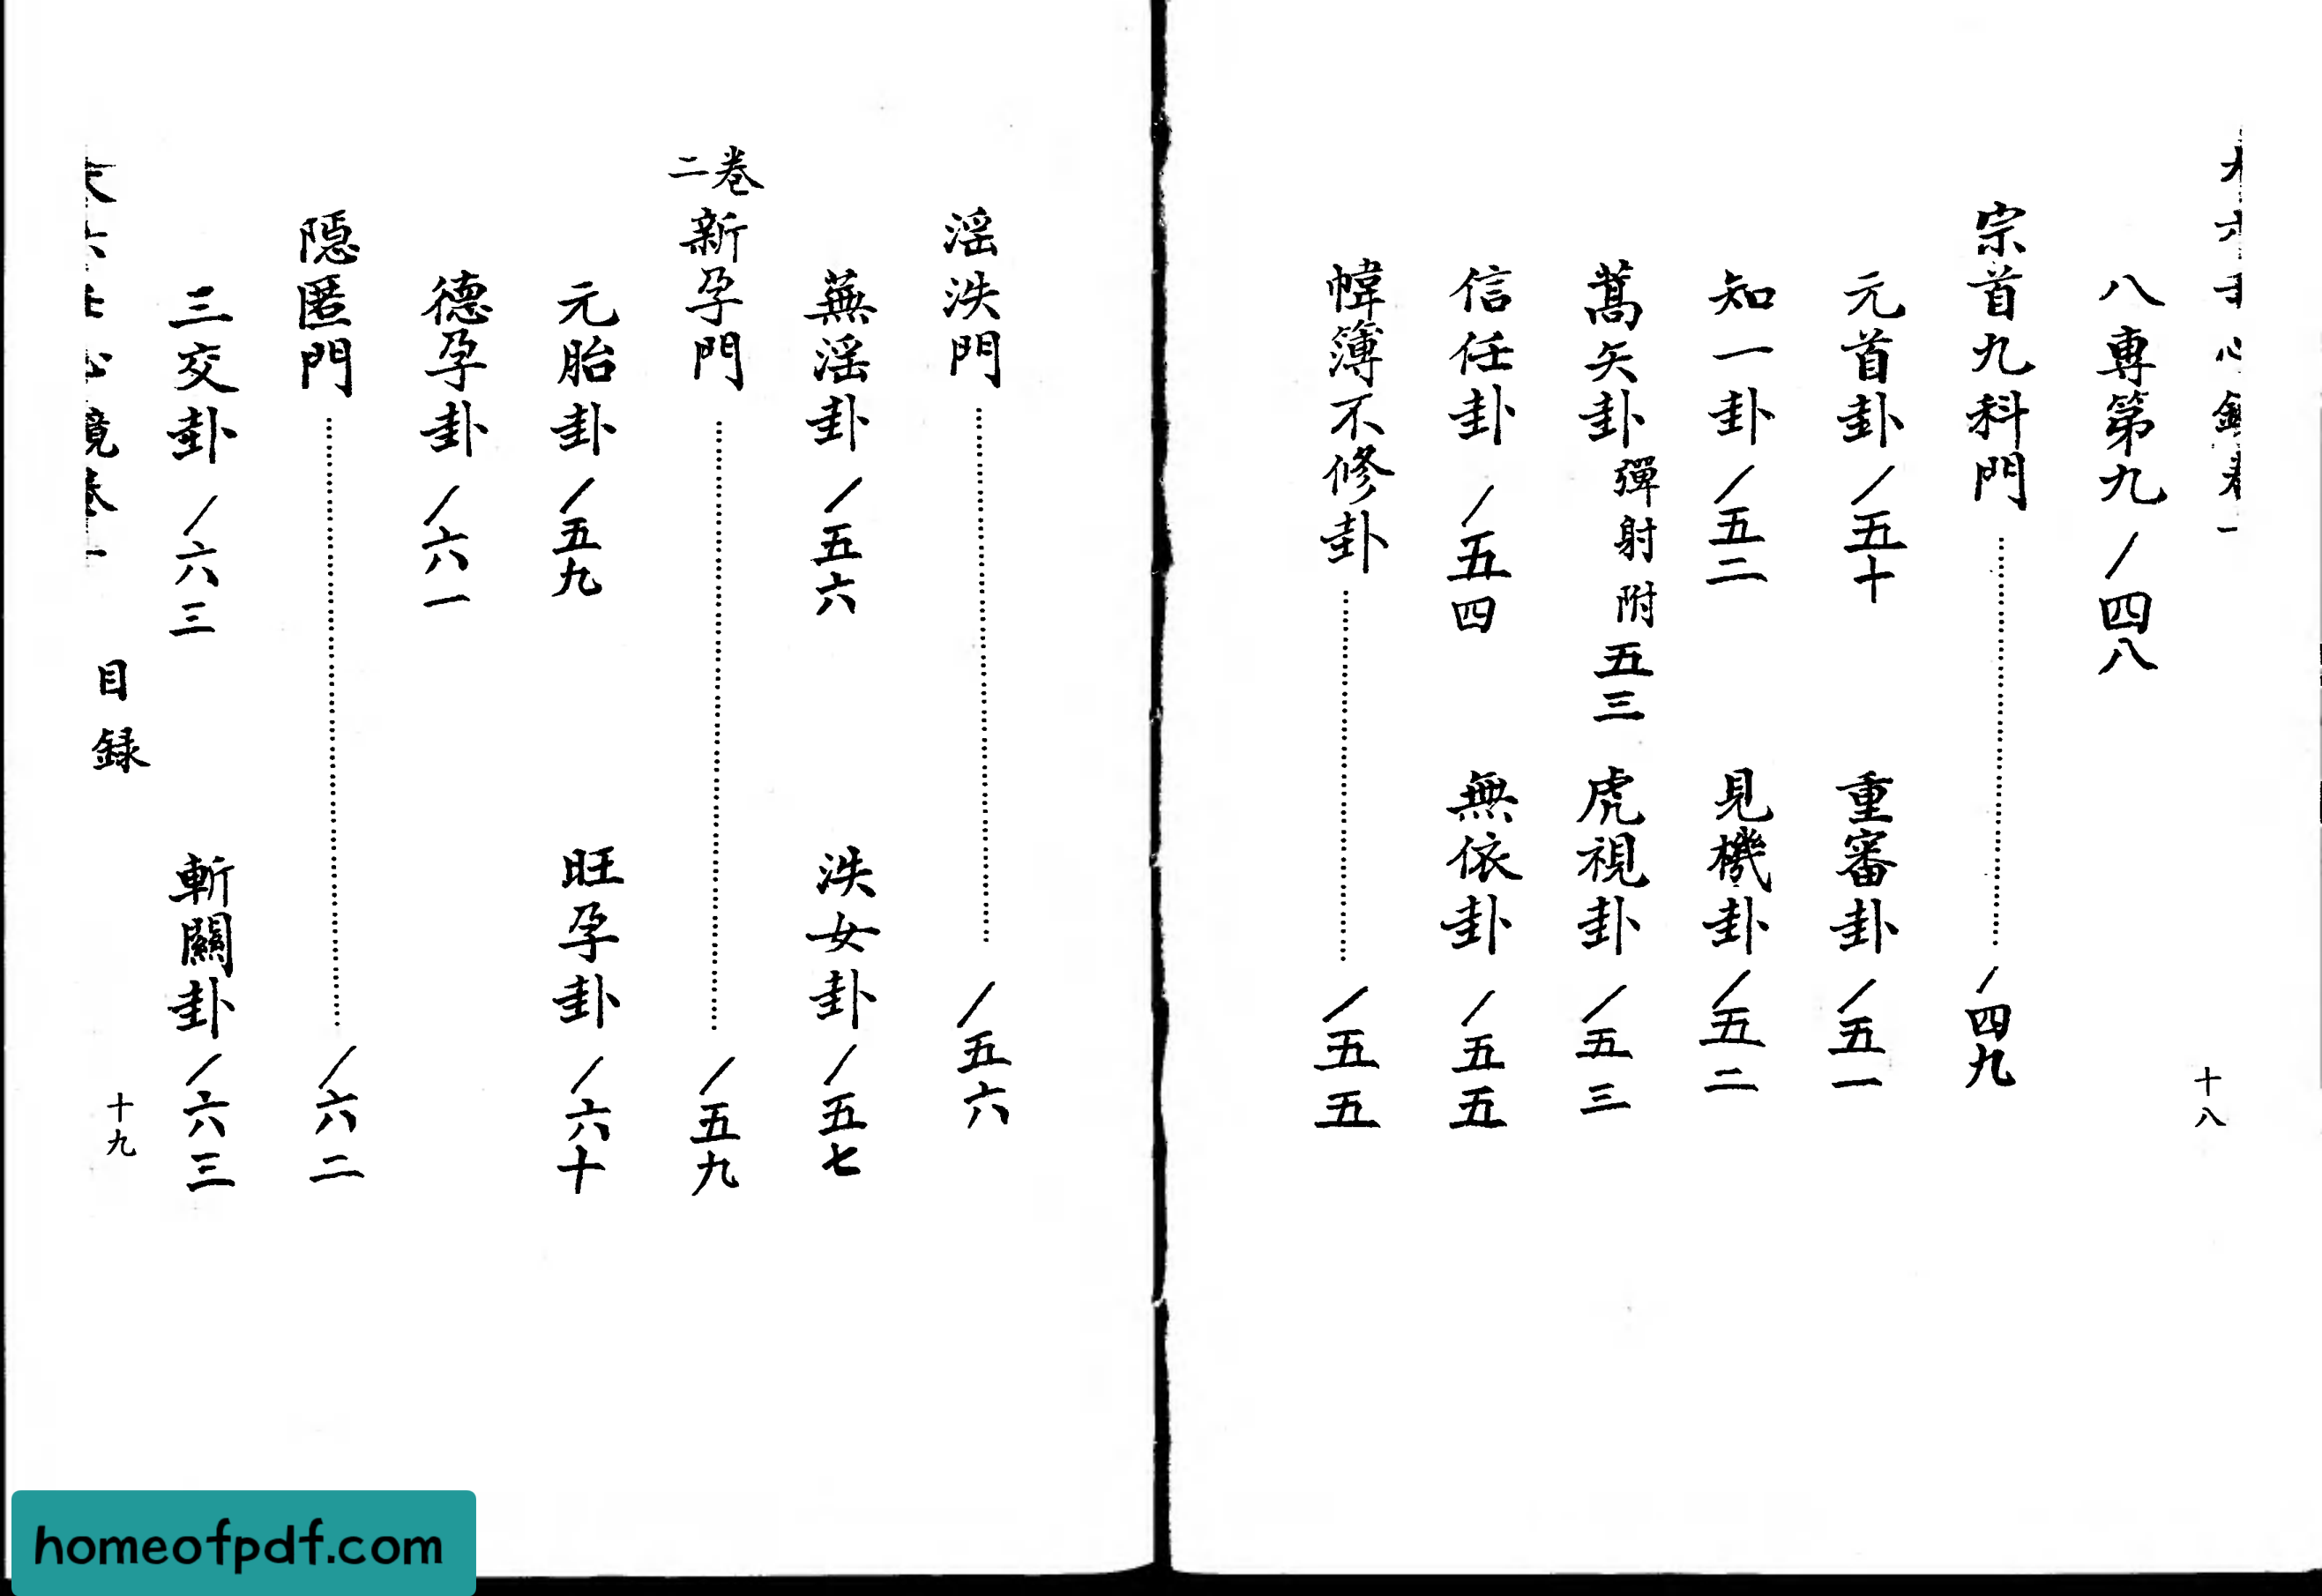 八專第九／四八
宗首九科門……／四九
元首卦／五十 重審卦／五一
知一卦／五二 見機卦／五二
蒿矢卦 彈射附 五三 虎視卦／五三
信任卦／五四 無依卦／五五
幃簿不修卦……／五五
十八
淫泆門……／五六
蕪淫卦／五六 泆女卦／五七
卷二 新孕門……／五九
元胎卦／五九 旺孕卦／六十
德孕卦／六一
隱匿門……／六二
三交卦／六三 斬關卦／六三
心鏡卷一 目録 十九
homeofpdf.com